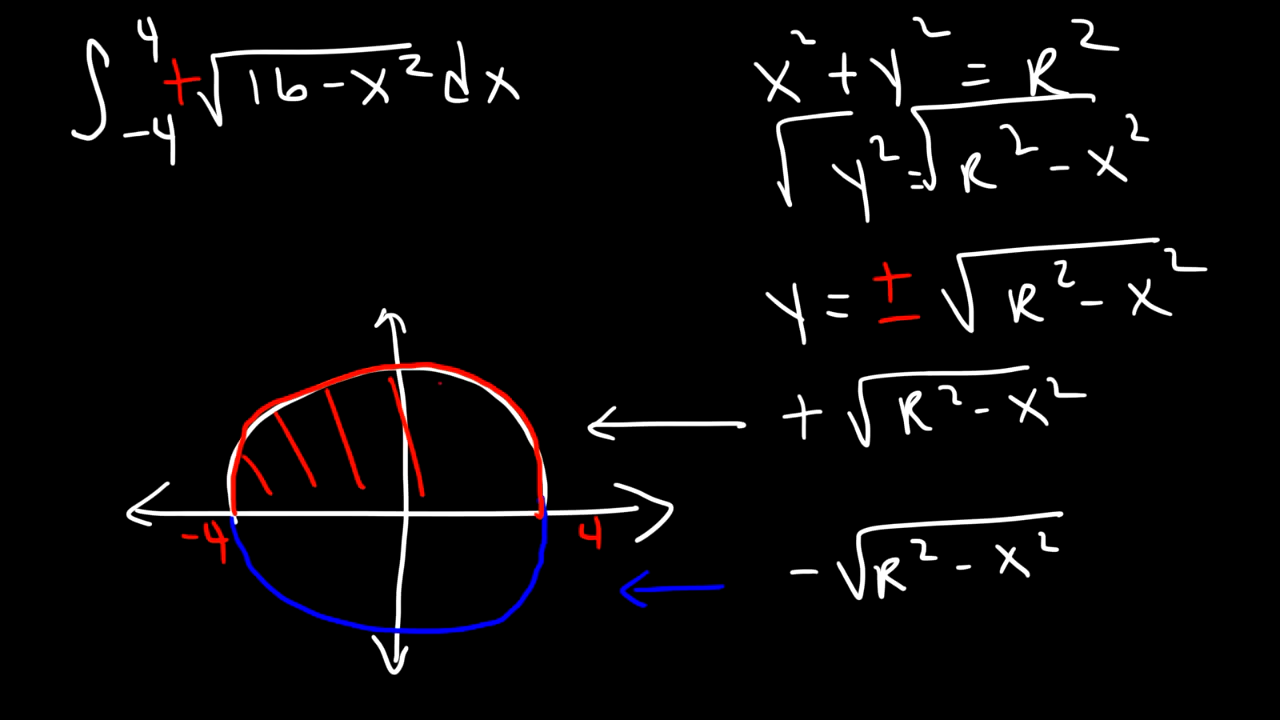 ∫₋₄⁴ +√(16-x²) dx
x² + y² = R²
√y² = √(R² - x²)
y = ± √(R² - x²)
+ √(R² - x²)
-4 4
- √(R² - x²)